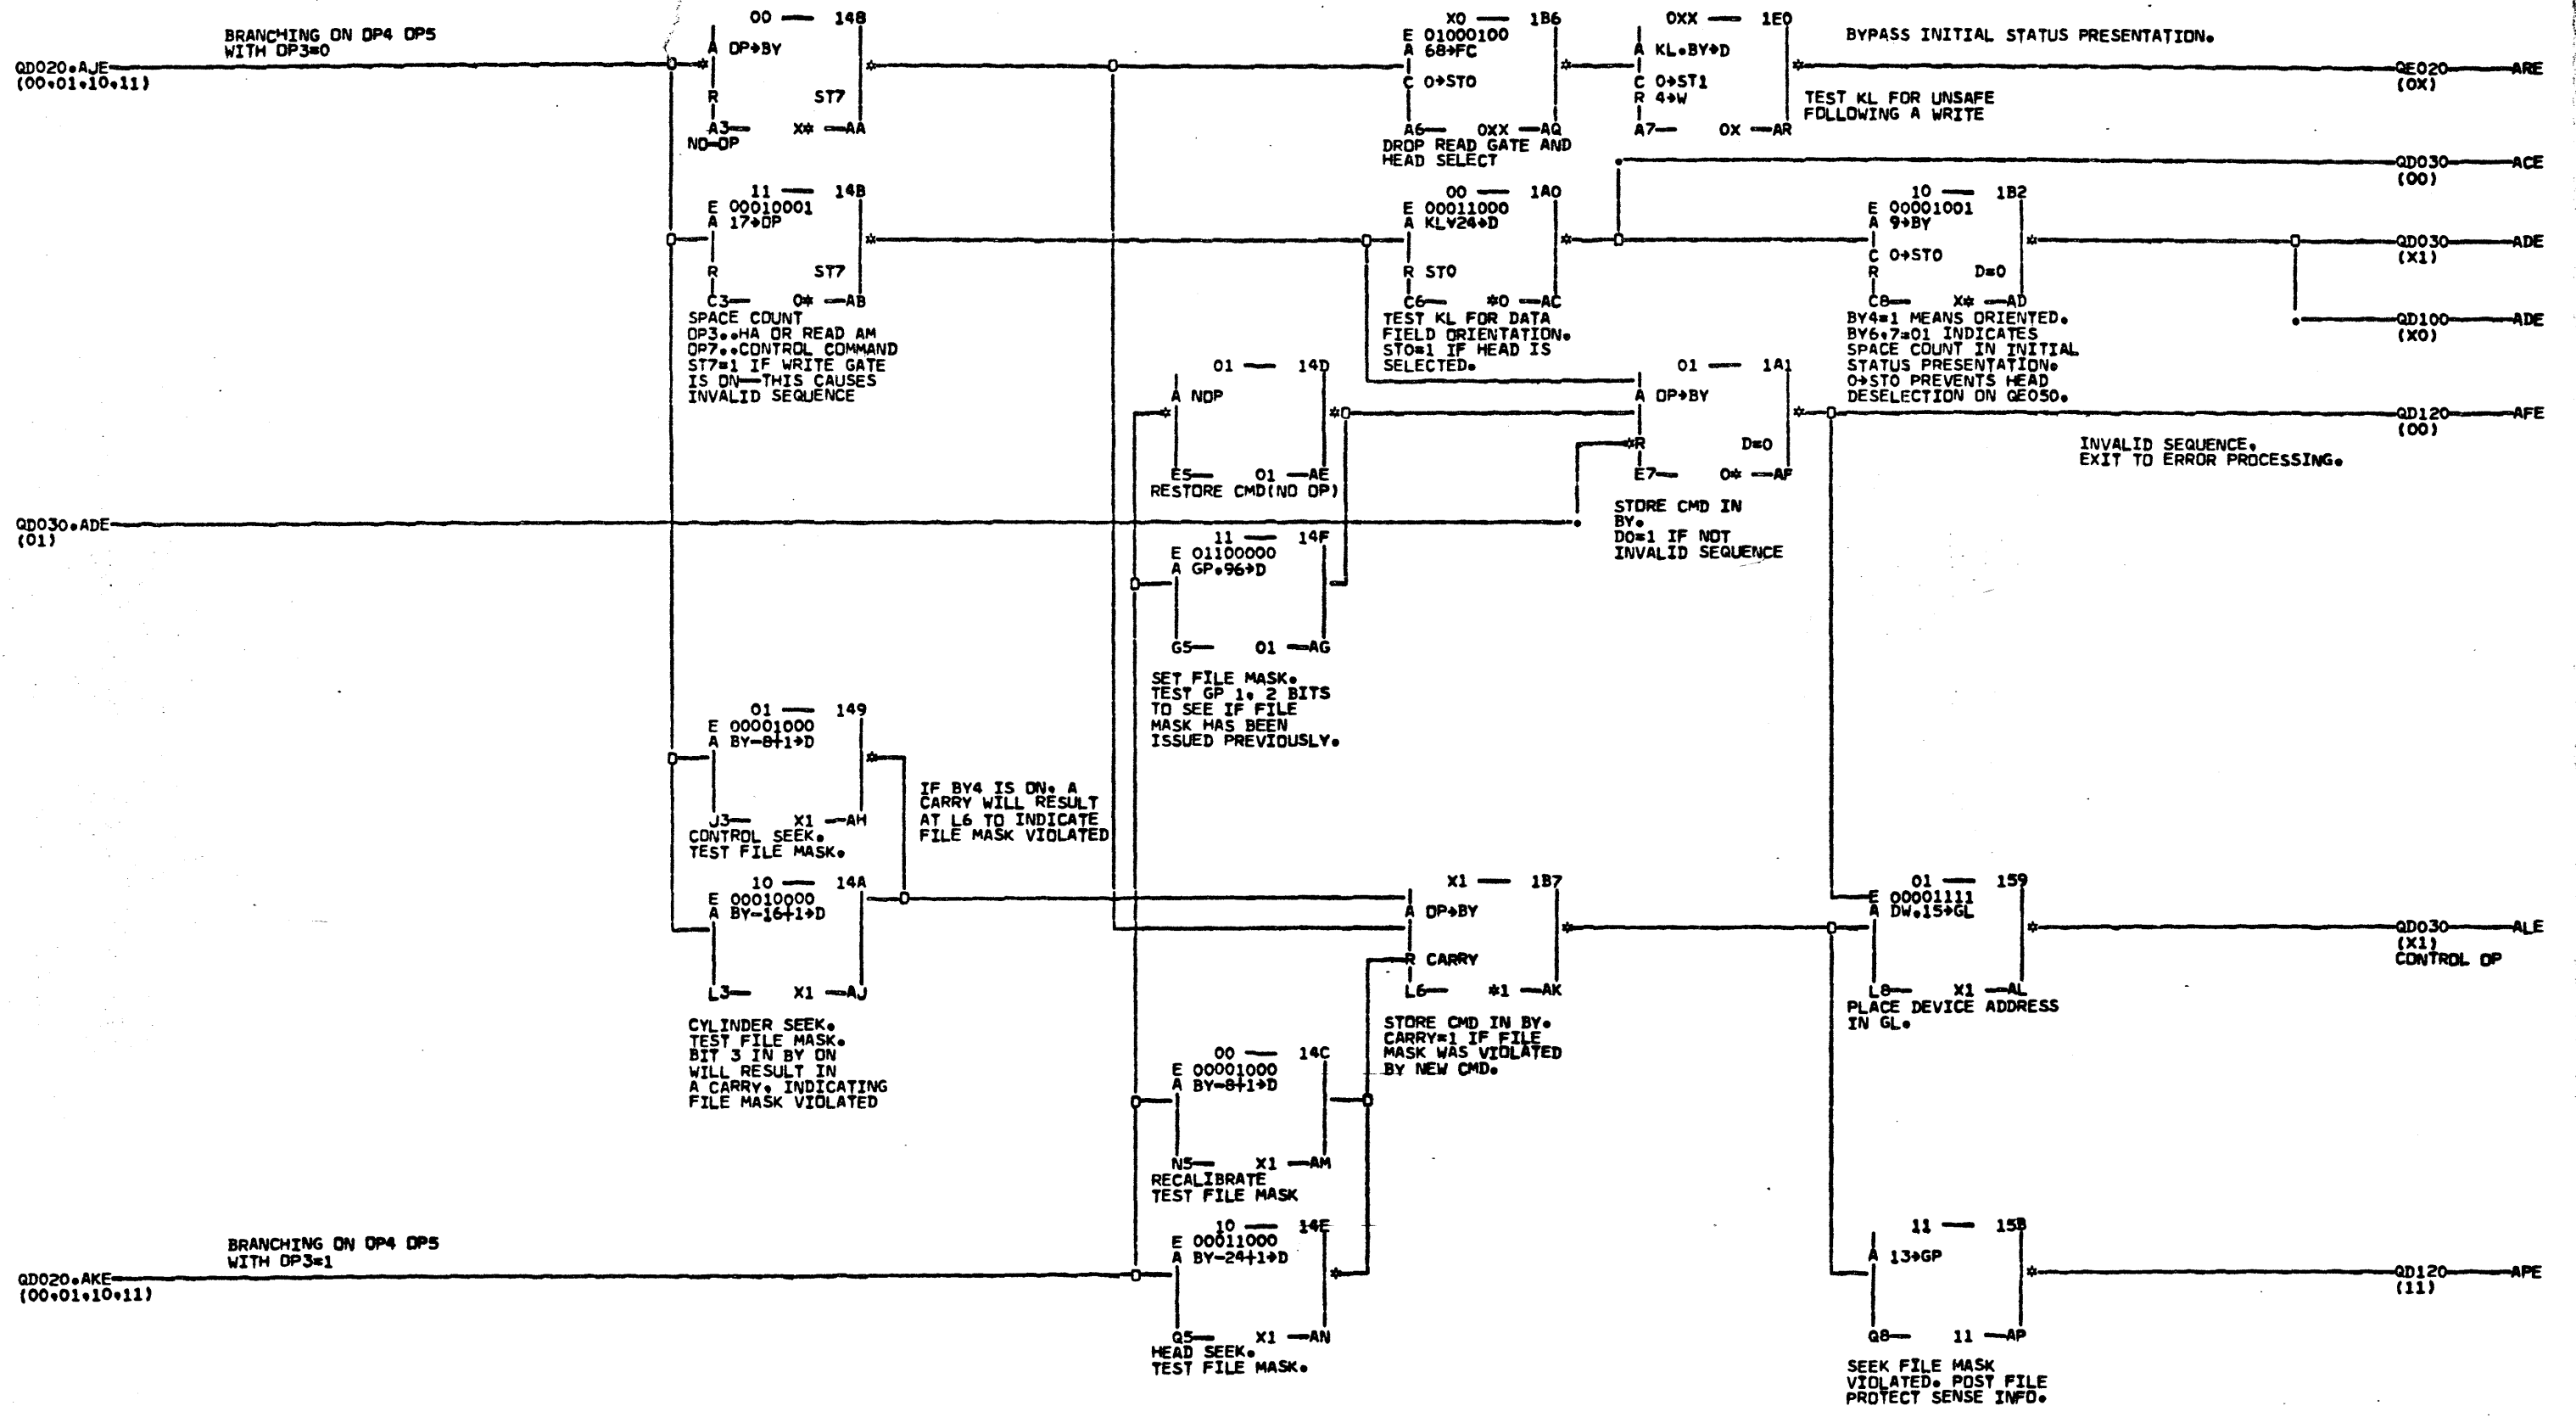 BRANCHING ON OP4 OP5
WITH OP3=0
QD020.AJE
(00,01,10,11)
00 — 148
A OP→BY
R ST7
A3— X* —AA
NO-OP
X0 — 1B6
E 01000100
A 68→FC
C 0→ST0
A6— 0XX —AQ
DROP READ GATE AND
HEAD SELECT
0XX — 1E0
A KL.BY→D
C 0→ST1
R 4→W
A7— 0X —AR
BYPASS INITIAL STATUS PRESENTATION.
TEST KL FOR UNSAFE
FOLLOWING A WRITE
QE020 ARE
(0X)
QD030 ACE
(00)
11 — 14B
E 00010001
A 17→OP
R ST7
C3— 0* —AB
SPACE COUNT
OP3..HA OR READ AM
OP7..CONTROL COMMAND
ST7=1 IF WRITE GATE
IS ON—THIS CAUSES
INVALID SEQUENCE
00 — 1A0
E 00011000
A KL∀24→D
R ST0
C6— *0 —AC
TEST KL FOR DATA
FIELD ORIENTATION.
ST0=1 IF HEAD IS
SELECTED.
10 — 1B2
E 00001001
A 9→BY
C 0→ST0
R D=0
C8— X* —AD
BY4=1 MEANS ORIENTED.
BY6,7=01 INDICATES
SPACE COUNT IN INITIAL
STATUS PRESENTATION.
0→ST0 PREVENTS HEAD
DESELECTION ON QE050.
QD030 ADE
(X1)
QD100 ADE
(X0)
01 — 14D
A NOP
E5— 01 —AE
RESTORE CMD(NO OP)
01 — 1A1
A OP→BY
R D=0
E7— 0* —AF
STORE CMD IN
BY.
D0=1 IF NOT
INVALID SEQUENCE
QD120 AFE
(00)
INVALID SEQUENCE.
EXIT TO ERROR PROCESSING.
QD030.ADE
(01)
11 — 14F
E 01100000
A GP.96→D
G5— 01 —AG
SET FILE MASK.
TEST GP 1, 2 BITS
TO SEE IF FILE
MASK HAS BEEN
ISSUED PREVIOUSLY.
01 — 149
E 00001000
A BY-8+1→D
J3— X1 —AH
CONTROL SEEK.
TEST FILE MASK.
IF BY4 IS ON, A
CARRY WILL RESULT
AT L6 TO INDICATE
FILE MASK VIOLATED
10 — 14A
E 00010000
A BY-16+1→D
L3— X1 —AJ
CYLINDER SEEK.
TEST FILE MASK.
BIT 3 IN BY ON
WILL RESULT IN
A CARRY, INDICATING
FILE MASK VIOLATED
X1 — 1B7
A OP→BY
R CARRY
L6— *1 —AK
STORE CMD IN BY.
CARRY=1 IF FILE
MASK WAS VIOLATED
BY NEW CMD.
01 — 159
E 00001111
A DW.15→GL
L8— X1 —AL
PLACE DEVICE ADDRESS
IN GL.
QD030 ALE
(X1)
CONTROL OP
00 — 14C
E 00001000
A BY-8+1→D
N5— X1 —AM
RECALIBRATE
TEST FILE MASK
10 — 14E
E 00011000
A BY-24+1→D
Q5— X1 —AN
HEAD SEEK.
TEST FILE MASK.
BRANCHING ON OP4 OP5
WITH OP3=1
QD020.AKE
(00,01,10,11)
11 — 15B
A 13→GP
Q8— 11 —AP
SEEK FILE MASK
VIOLATED. POST FILE
PROTECT SENSE INFO.
QD120 APE
(11)